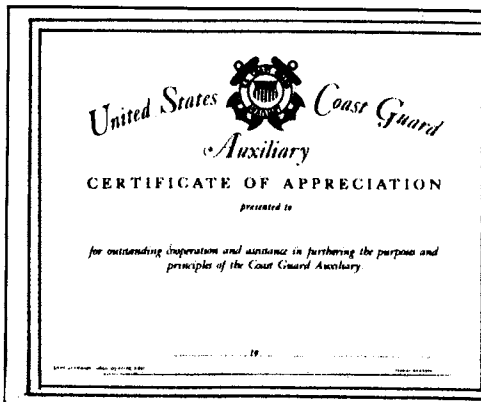 United States Coast Guard
Auxiliary
CERTIFICATE OF APPRECIATION
presented to
for outstanding cooperation and assistance in furthering the purposes and
principles of the Coast Guard Auxiliary
19